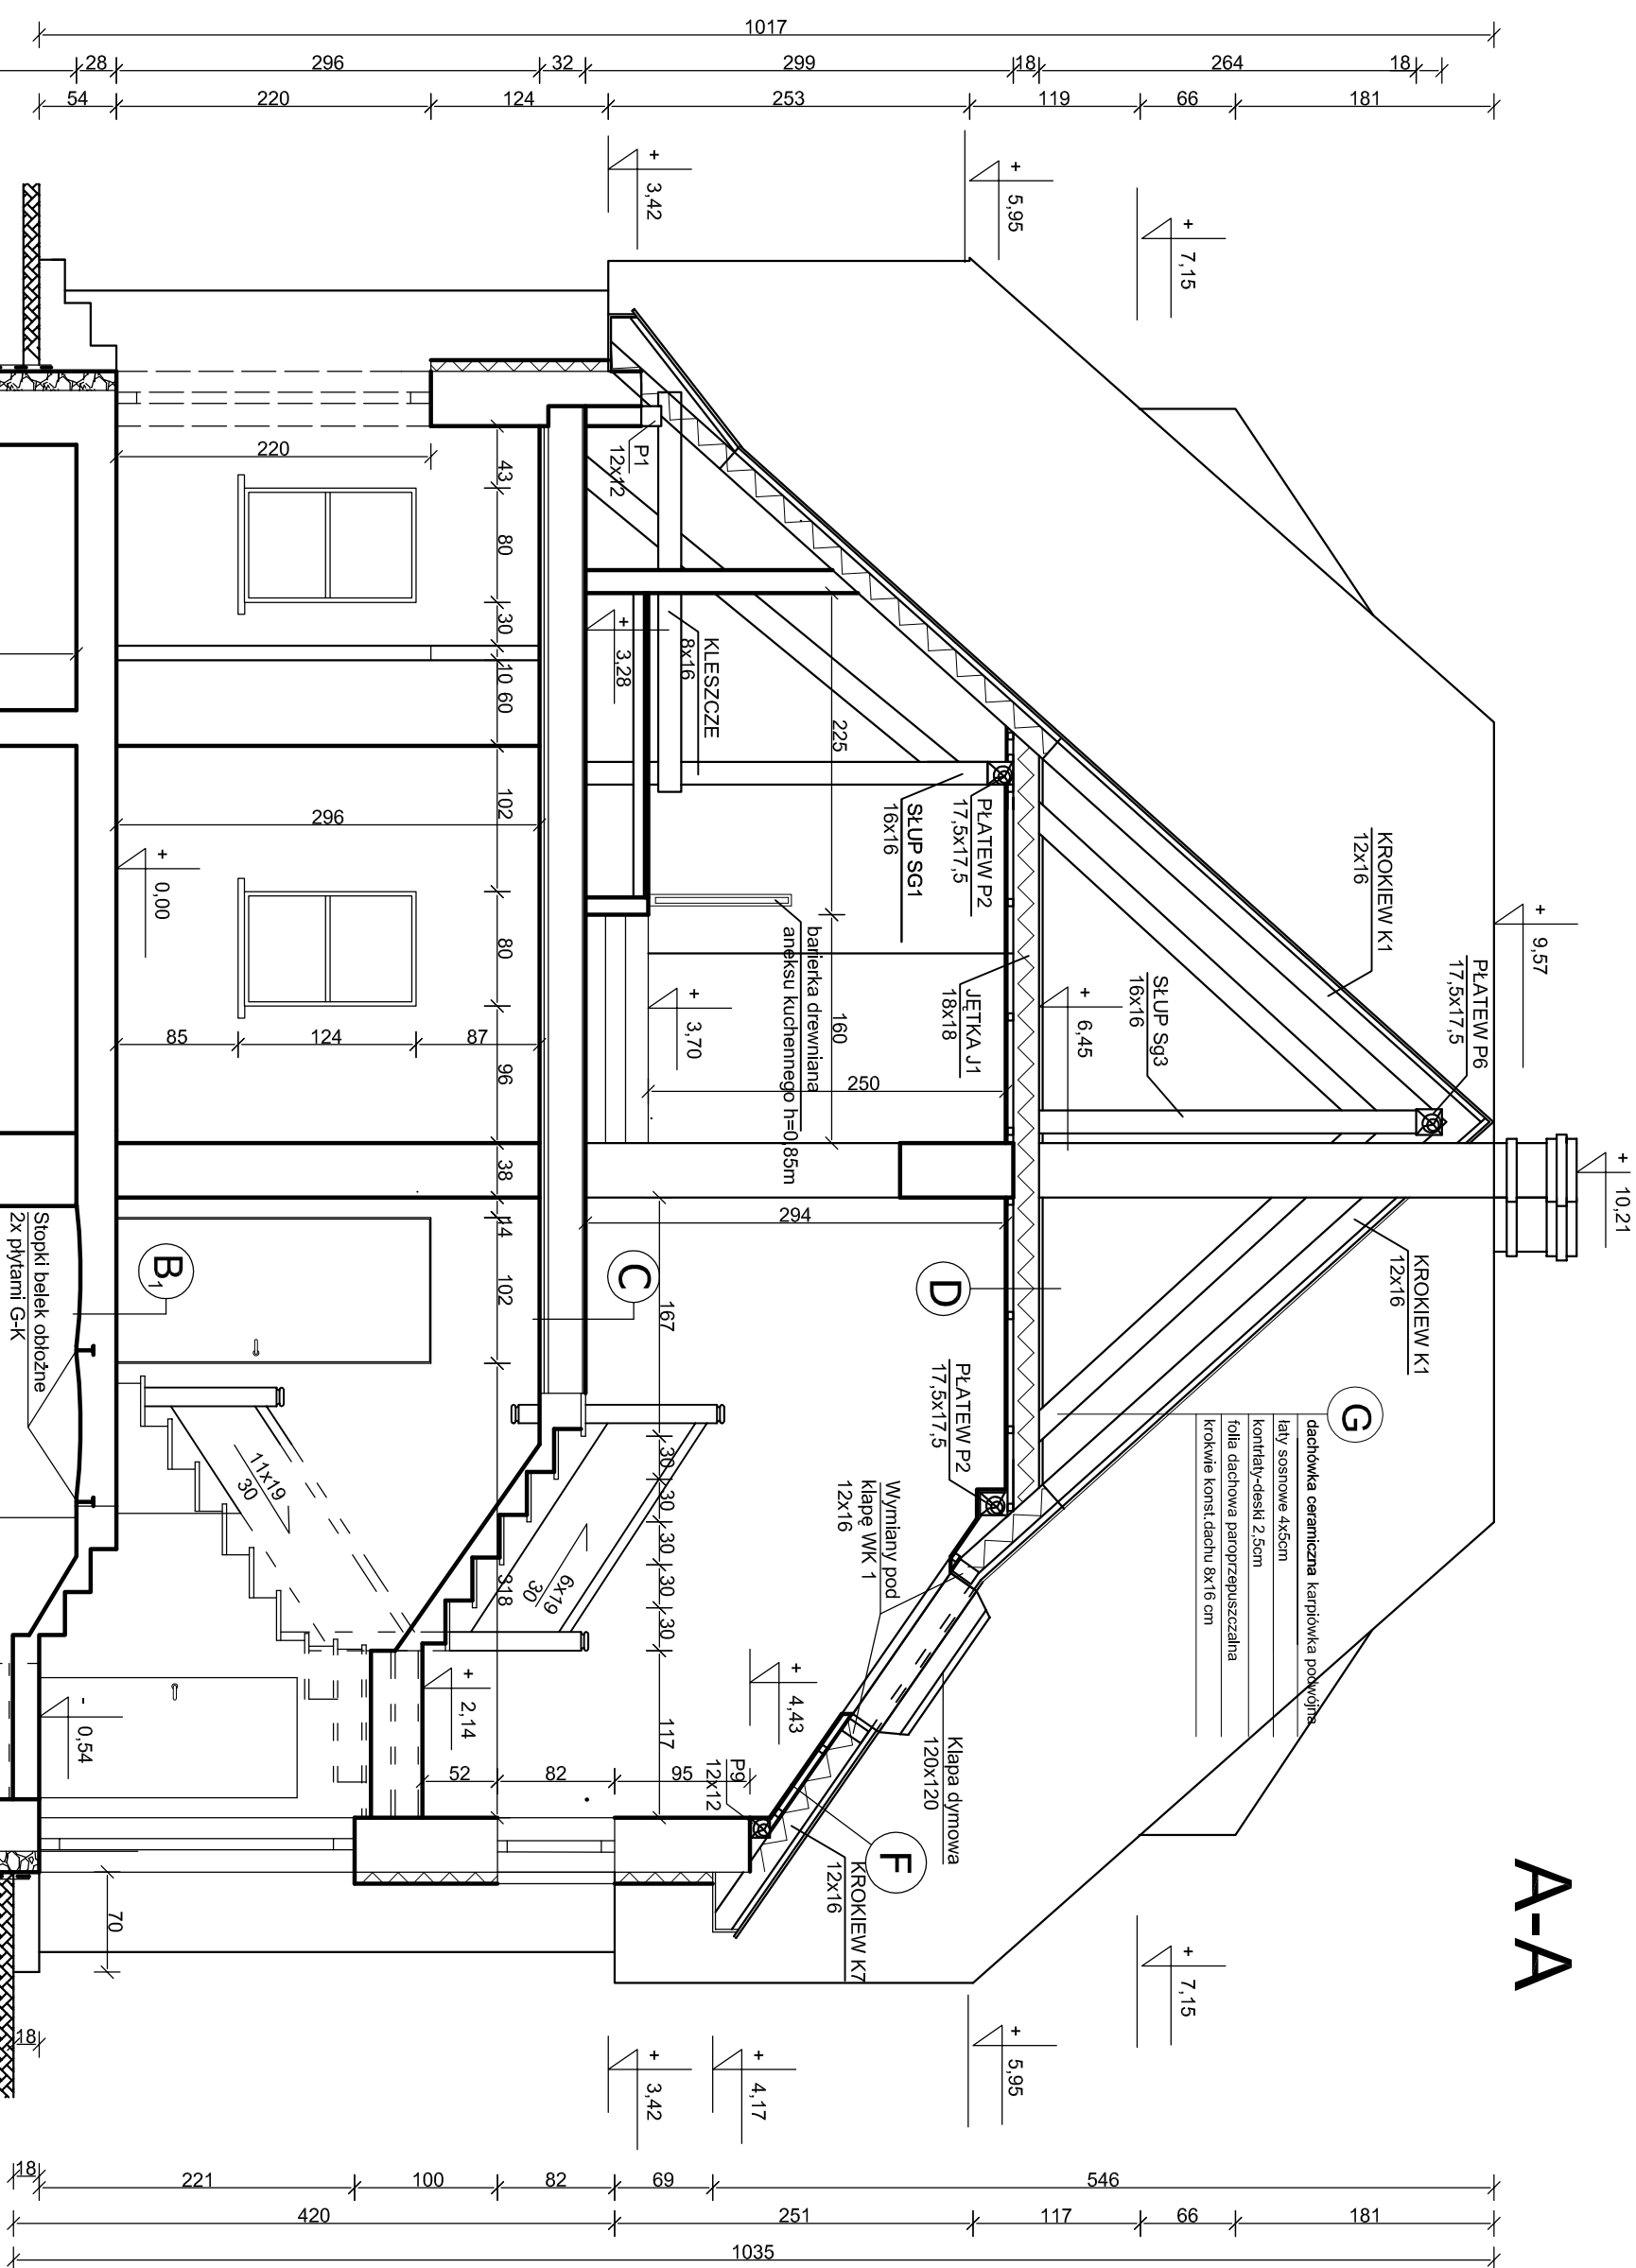 A-A
1017
28
296
32
299
18
264
18
54
220
124
253
119
66
181
+
3,42
+
5,95
+
7,15
+
9,57
+
10,21
PŁATEW P6
17,5x17,5
KROKIEW K1
12x16
SŁUP Sg3
16x16
+
6,45
KROKIEW K1
12x16
G
dachówka ceramiczna karpiówka podwójna
łaty sosnowe 4x5cm
kontrłaty-deski 2,5cm
folia dachowa paroprzepuszczalna
krokwie konst.dachu 8x16 cm
PŁATEW P2
17,5x17,5
SŁUP SG1
16x16
JĘTKA J1
18x18
D
PŁATEW P2
17,5x17,5
Wymiany pod
klapę WK 1
12x16
Klapa dymowa
120x120
F
KROKIEW K7
12x16
P9
12x12
225
160
250
294
barierka drewniana
aneksu kuchennego h=0,85m
KLESZCZE
8x16
+
3,28
+
3,70
P1
12x12
C
167
30
30
30
30
30
117
+
4,43
95
82
52
6x19
30
318
43
80
30
10
60
102
80
96
38
14
102
220
296
85
124
87
+
0,00
B1
11x19
30
+
2,14
-
0,54
Stopki belek obłożne
2x płytami G-K
70
18
+
7,15
+
5,95
+
4,17
+
3,42
18
221
100
82
69
546
420
251
117
66
181
1035